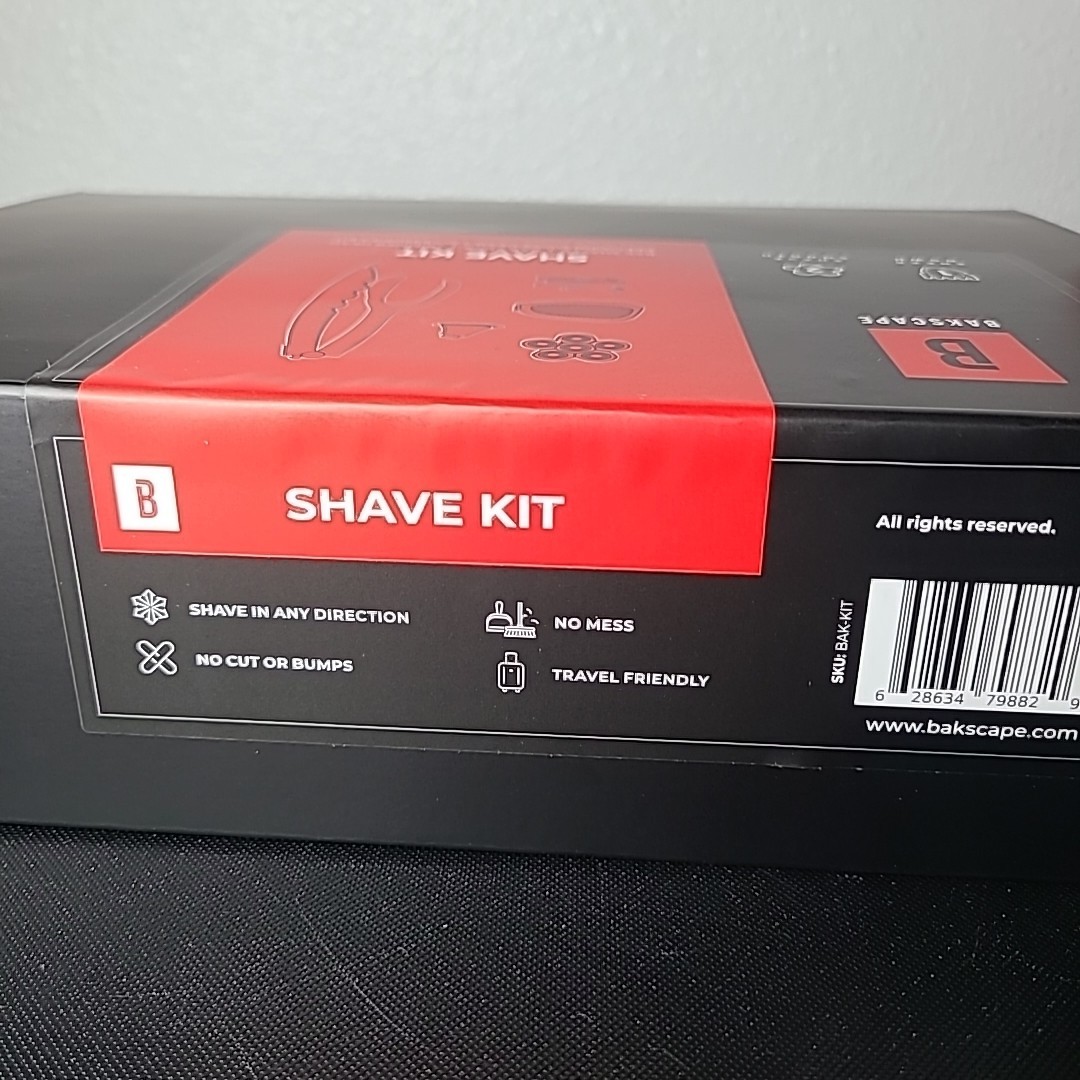 SHAVE KIT
BAKSCAPE
B
B
SHAVE KIT
SHAVE IN ANY DIRECTION
NO CUT OR BUMPS
NO MESS
TRAVEL FRIENDLY
All rights reserved.
SKU: BAK-KIT
6 28634 79882 9
www.bakscape.com